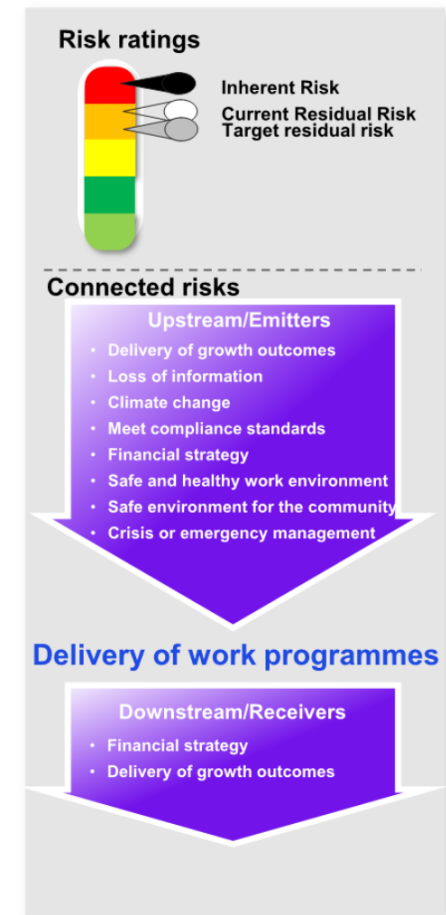 Risk ratings
Inherent Risk
Current Residual Risk
Target residual risk
Connected risks
Upstream/Emitters
• Delivery of growth outcomes
• Loss of information
• Climate change
• Meet compliance standards
• Financial strategy
• Safe and healthy work environment
• Safe environment for the community
• Crisis or emergency management
Delivery of work programmes
Downstream/Receivers
• Financial strategy
• Delivery of growth outcomes